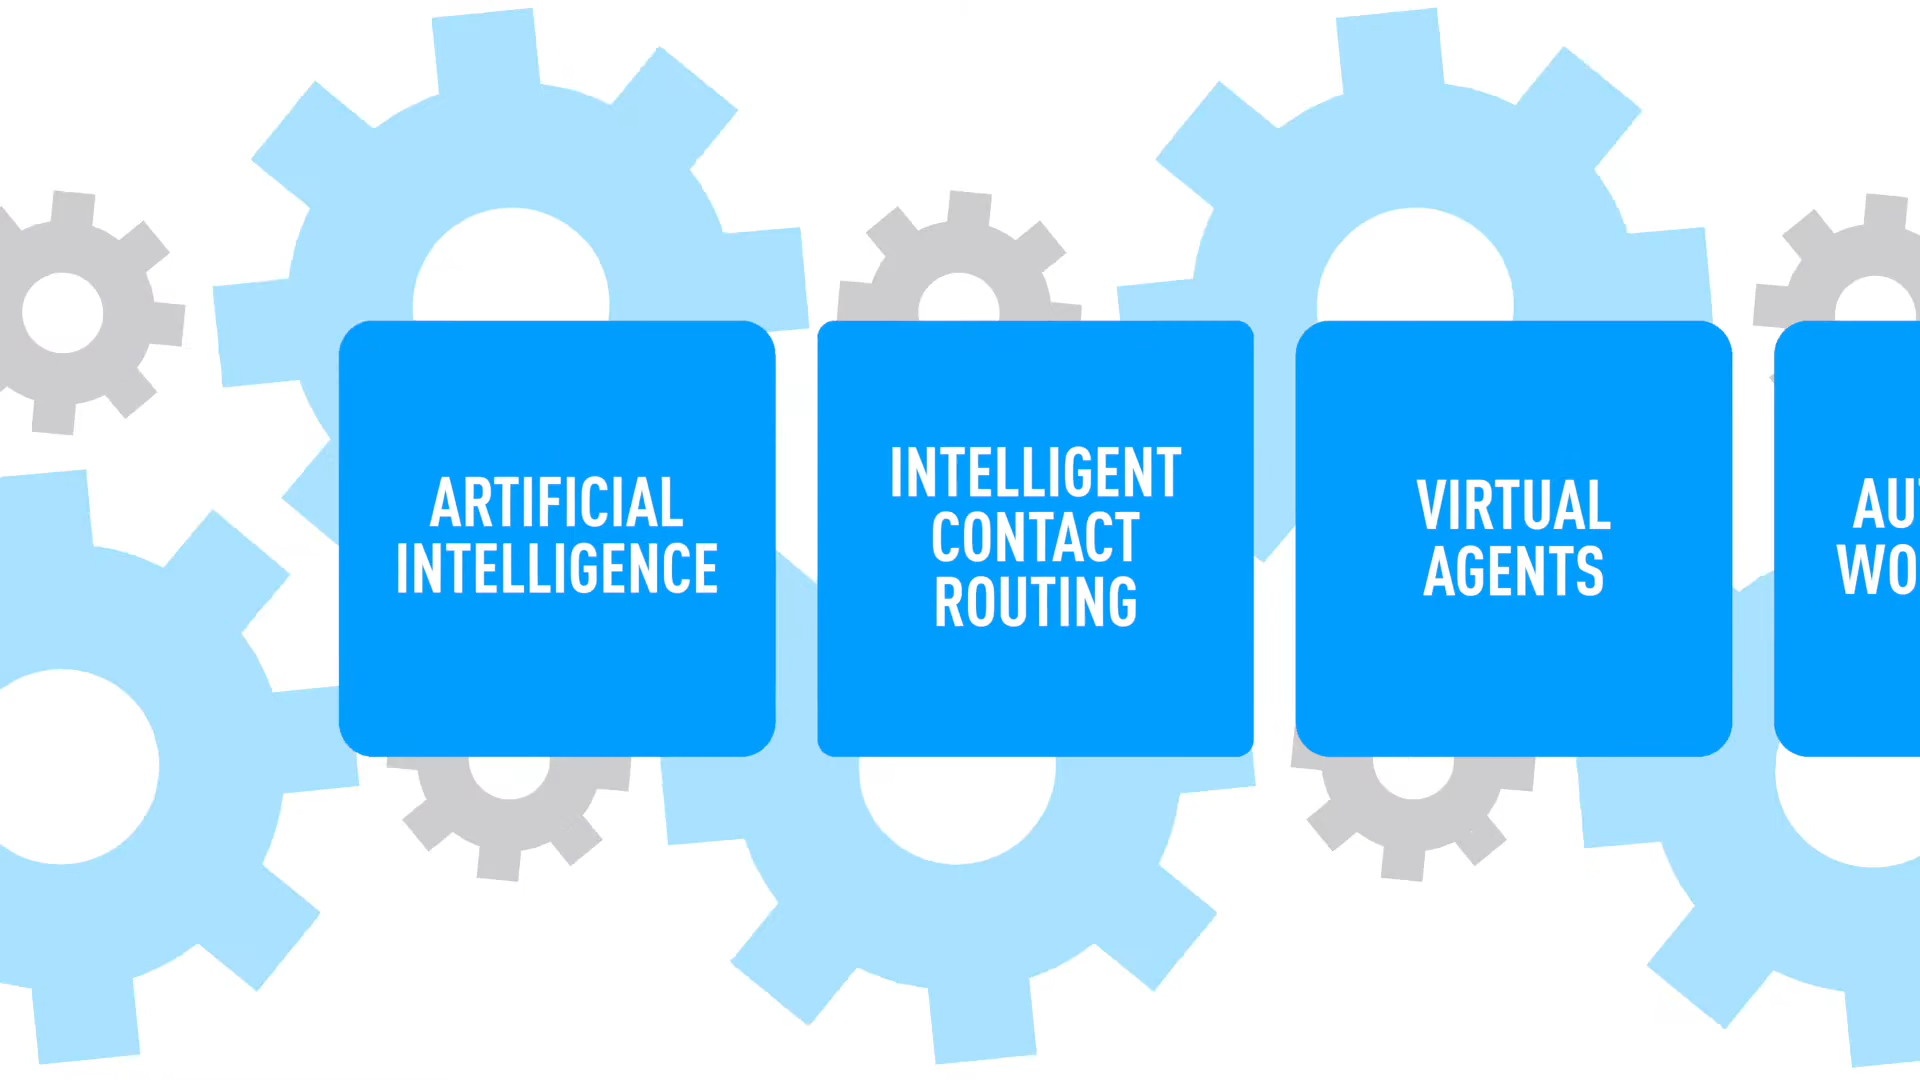 ARTIFICIAL
INTELLIGENCE
INTELLIGENT
CONTACT
ROUTING
VIRTUAL
AGENTS